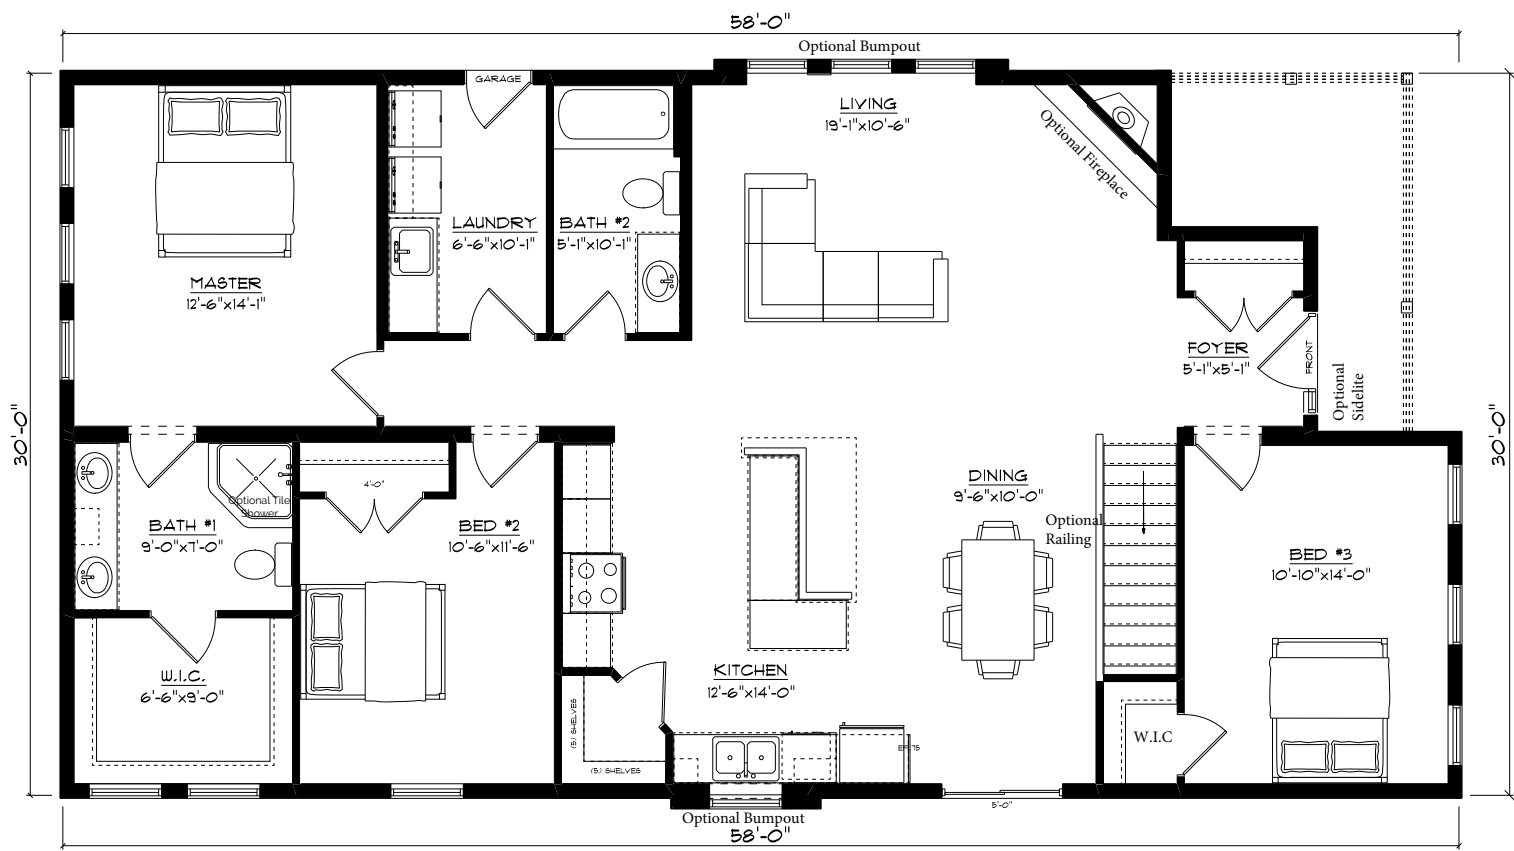 58'-0"
Optional Bumpout
GARAGE
LIVING
19'-1"x10'-6"
Optional Fireplace
LAUNDRY
6'-6"x10'-1"
BATH #2
5'-1"x10'-1"
MASTER
12'-6"x14'-1"
FOYER
5'-1"x5'-1"
FRONT
Optional
Sidelite
30'-0"
30'-0"
4'-0"
Optional Tile
Shower
BATH #1
9'-0"x7'-0"
BED #2
10'-6"x11'-6"
DINING
9'-6"x10'-0"
Optional
Railing
BED #3
10'-10"x14'-0"
W.I.C.
6'-6"x9'-0"
KITCHEN
12'-6"x14'-0"
(5) SHELVES
(5) SHELVES
W.I.C
5'-0"
Optional Bumpout
58'-0"